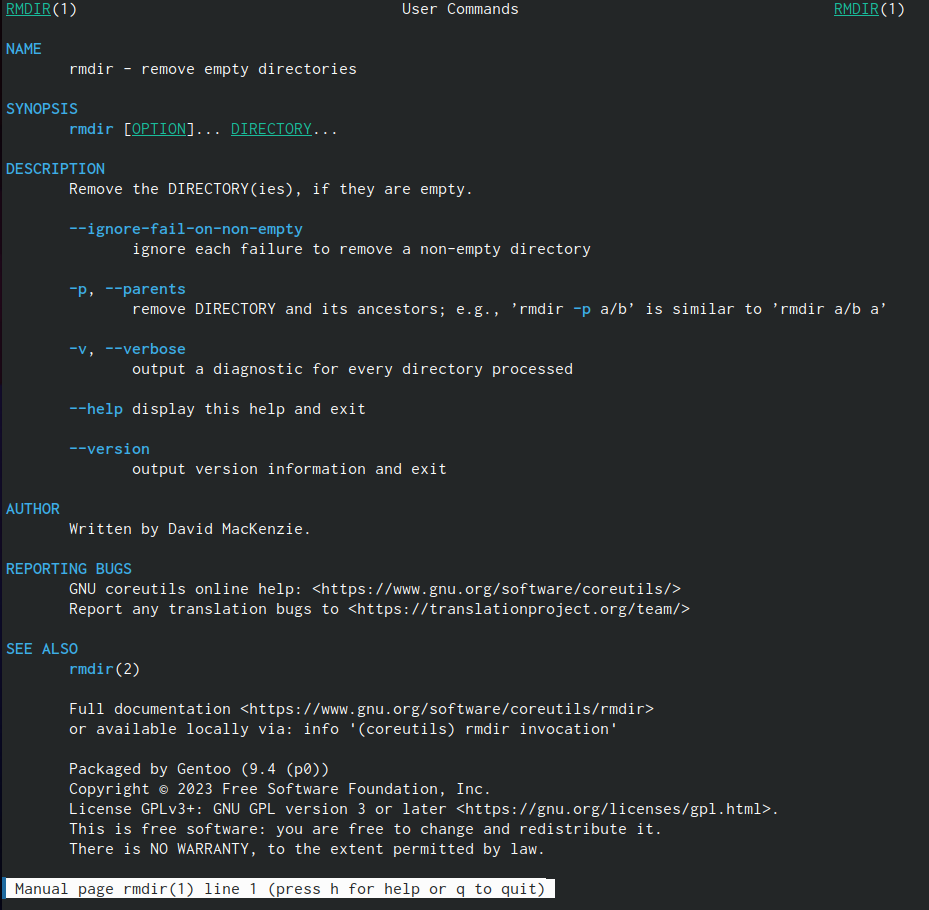 RMDIR(1) User Commands RMDIR(1)
NAME
rmdir - remove empty directories
SYNOPSIS
rmdir [OPTION]... DIRECTORY...
DESCRIPTION
Remove the DIRECTORY(ies), if they are empty.
--ignore-fail-on-non-empty
ignore each failure to remove a non-empty directory
-p, --parents
remove DIRECTORY and its ancestors; e.g., ’rmdir -p a/b’ is similar to ’rmdir a/b a’
-v, --verbose
output a diagnostic for every directory processed
--help display this help and exit
--version
output version information and exit
AUTHOR
Written by David MacKenzie.
REPORTING BUGS
GNU coreutils online help: <https://www.gnu.org/software/coreutils/>
Report any translation bugs to <https://translationproject.org/team/>
SEE ALSO
rmdir(2)
Full documentation <https://www.gnu.org/software/coreutils/rmdir>
or available locally via: info '(coreutils) rmdir invocation'
Packaged by Gentoo (9.4 (p0))
Copyright © 2023 Free Software Foundation, Inc.
License GPLv3+: GNU GPL version 3 or later <https://gnu.org/licenses/gpl.html>.
This is free software: you are free to change and redistribute it.
There is NO WARRANTY, to the extent permitted by law.
Manual page rmdir(1) line 1 (press h for help or q to quit)